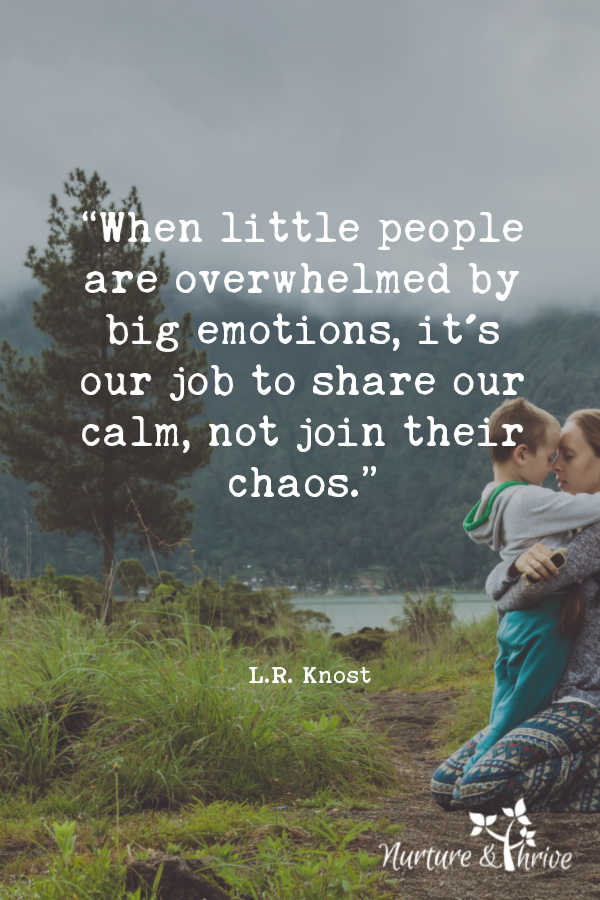 “When little people
are overwhelmed by
big emotions, it´s
our job to share our
calm, not join their
chaos.”
L.R. Knost
Nurture & Thrive